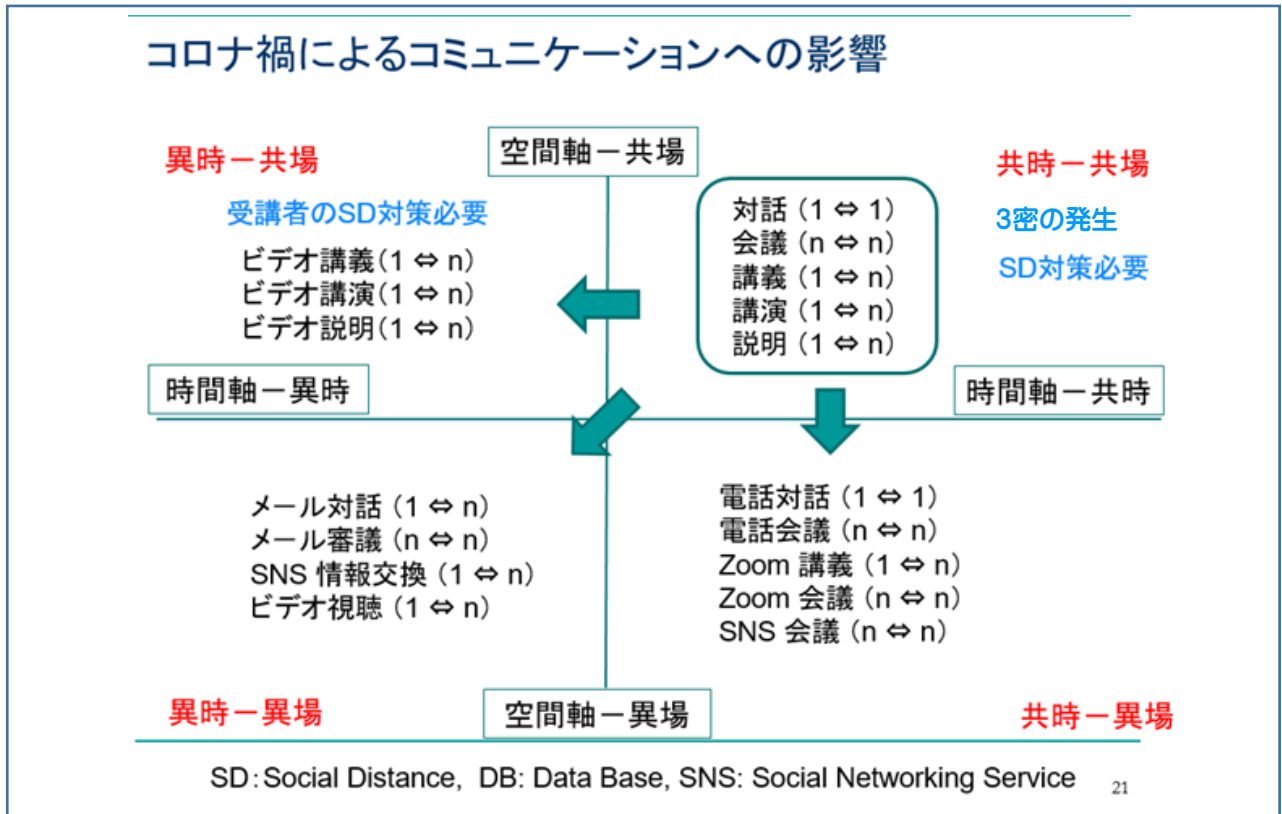 コロナ禍によるコミュニケーションへの影響
空間軸－共場
異時－共場
共時－共場
受講者のSD対策必要
ビデオ講義(1 ⇔ n)
ビデオ講演(1 ⇔ n)
ビデオ説明(1 ⇔ n)
対話 (1 ⇔ 1)
会議 (n ⇔ n)
講義 (1 ⇔ n)
講演 (1 ⇔ n)
説明 (1 ⇔ n)
3密の発生
SD対策必要
時間軸－異時
時間軸－共時
メール対話 (1 ⇔ n)
メール審議 (n ⇔ n)
SNS 情報交換 (1 ⇔ n)
ビデオ視聴 (1 ⇔ n)
電話対話 (1 ⇔ 1)
電話会議 (n ⇔ n)
Zoom 講義 (1 ⇔ n)
Zoom 会議 (n ⇔ n)
SNS 会議 (n ⇔ n)
異時－異場
空間軸－異場
共時－異場
SD:Social Distance, DB: Data Base, SNS: Social Networking Service
21